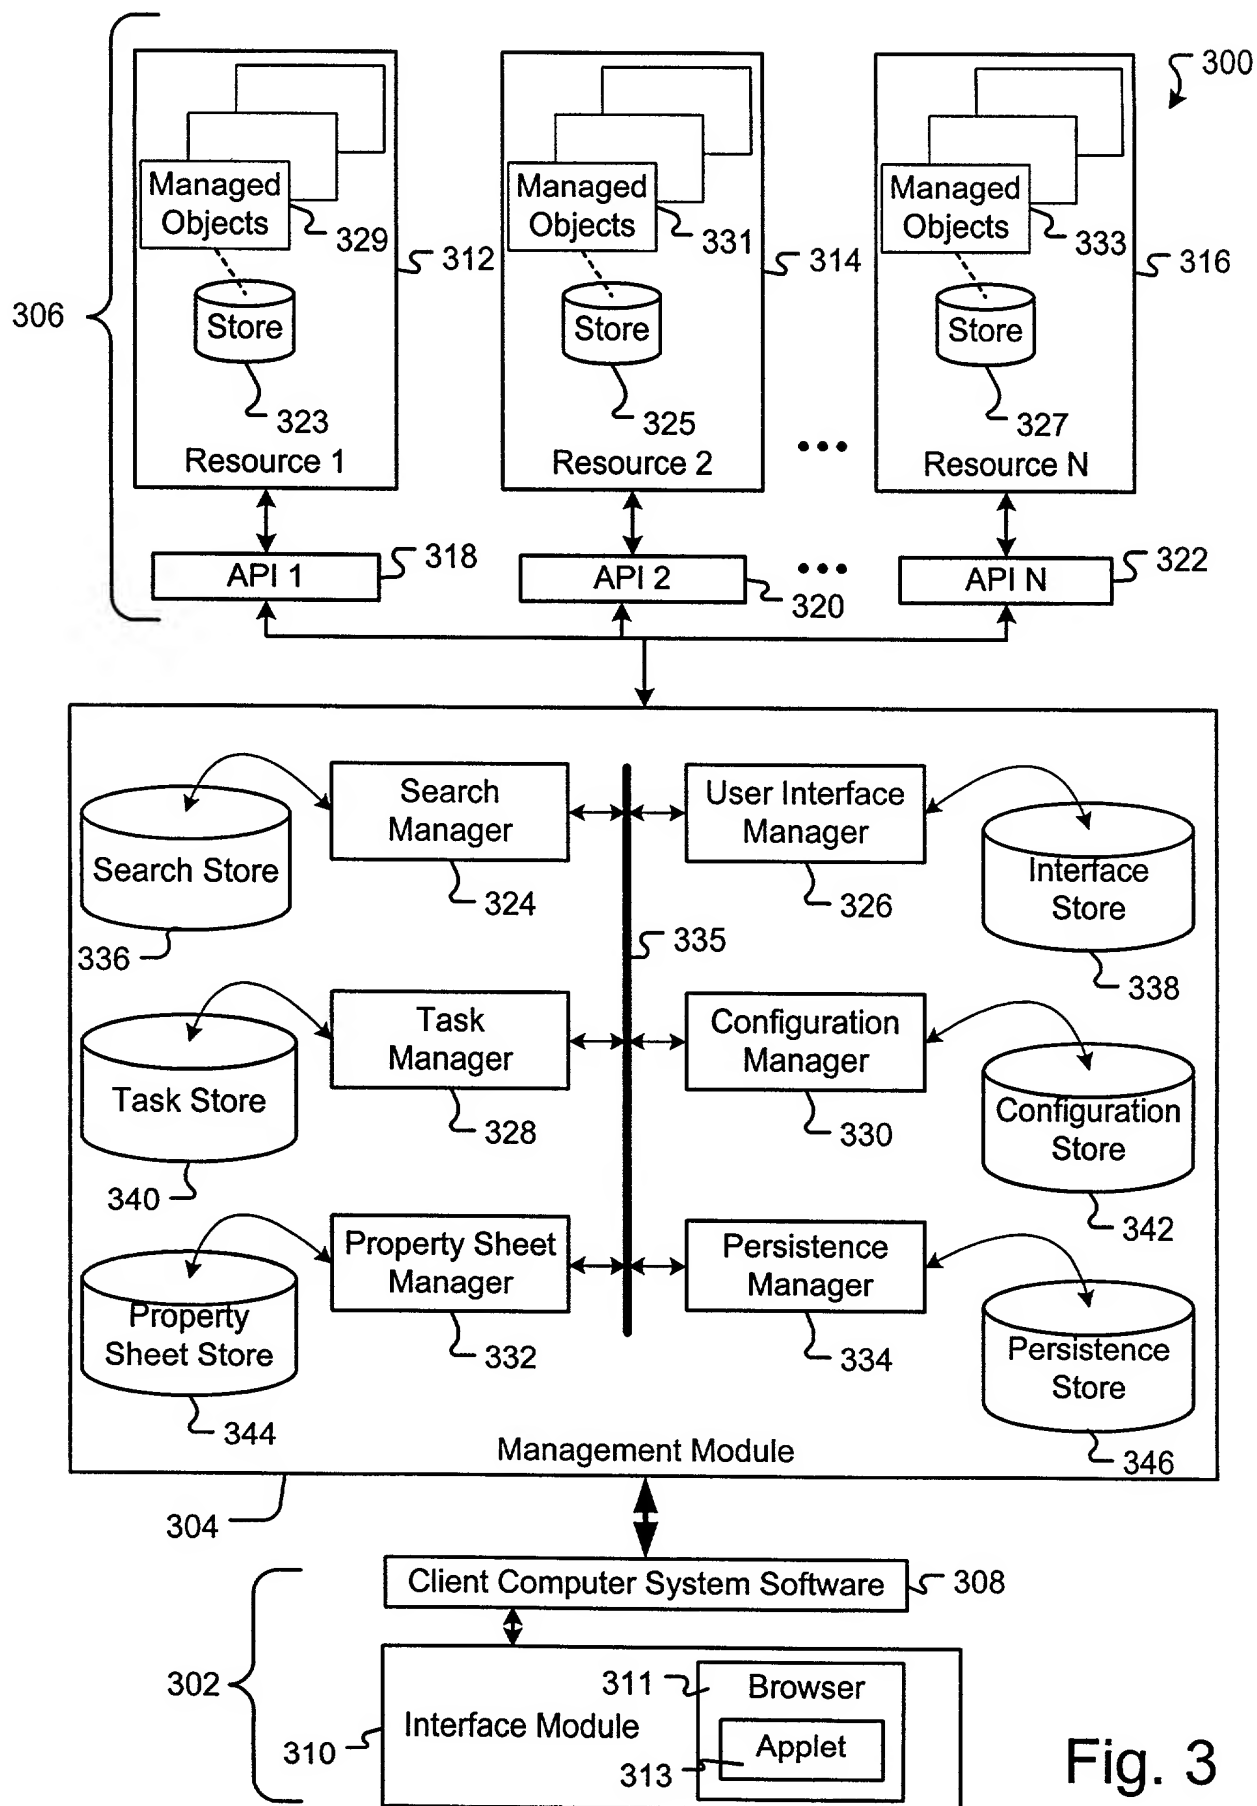 300
306
Managed
Objects
329
312
Store
323
Resource 1
Managed
Objects
331
314
Store
325
Resource 2
...
Managed
Objects
333
316
Store
327
Resource N
API 1
318
API 2
320
...
API N
322
Search
Manager
324
Search Store
336
User Interface
Manager
326
Interface
Store
338
335
Task
Manager
328
Task Store
340
Configuration
Manager
330
Configuration
Store
342
Property Sheet
Manager
332
Property
Sheet Store
344
Persistence
Manager
334
Persistence
Store
346
Management Module
304
Client Computer System Software
308
302
Interface Module
310
311
Browser
Applet
313
Fig. 3